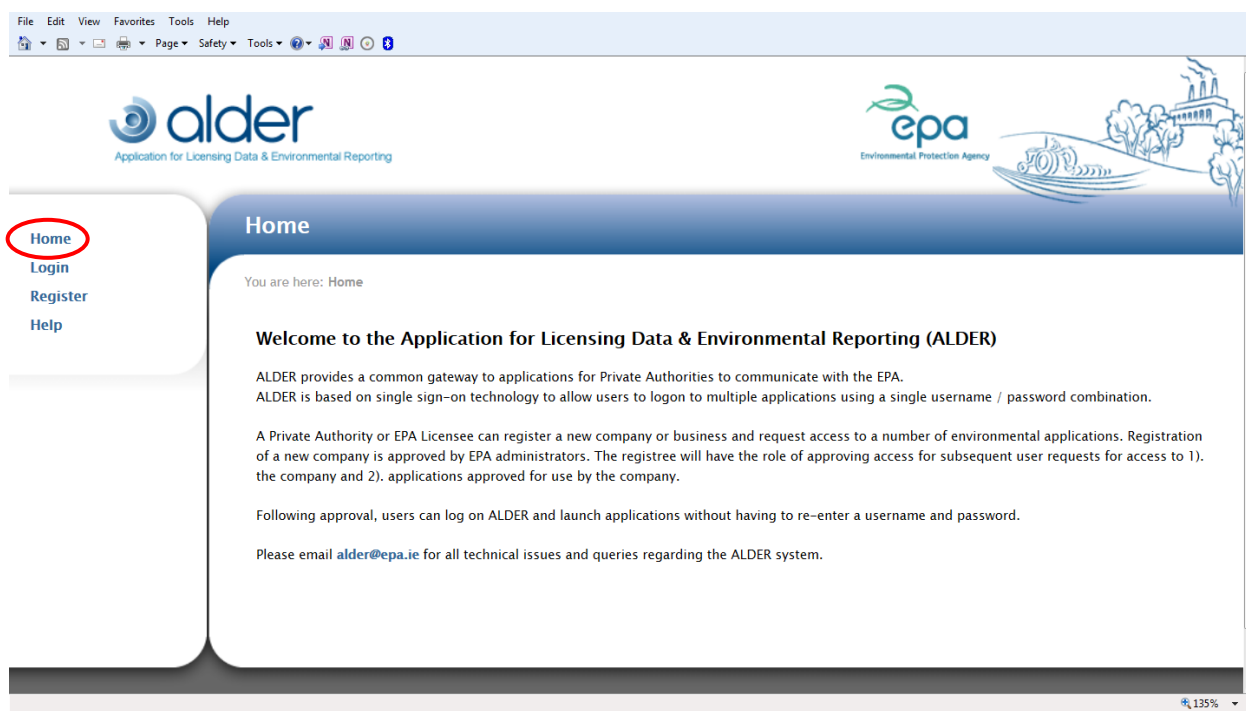 File Edit View Favorites Tools Help
Page Safety Tools
alder
Application for Licensing Data & Environmental Reporting
epa
Environmental Protection Agency
Home
Login
Register
Help
Home
You are here: Home
Welcome to the Application for Licensing Data & Environmental Reporting (ALDER)
ALDER provides a common gateway to applications for Private Authorities to communicate with the EPA.
ALDER is based on single sign-on technology to allow users to logon to multiple applications using a single username / password combination.
A Private Authority or EPA Licensee can register a new company or business and request access to a number of environmental applications. Registration
of a new company is approved by EPA administrators. The registree will have the role of approving access for subsequent user requests for access to 1).
the company and 2). applications approved for use by the company.
Following approval, users can log on ALDER and launch applications without having to re-enter a username and password.
Please email alder@epa.ie for all technical issues and queries regarding the ALDER system.
135%